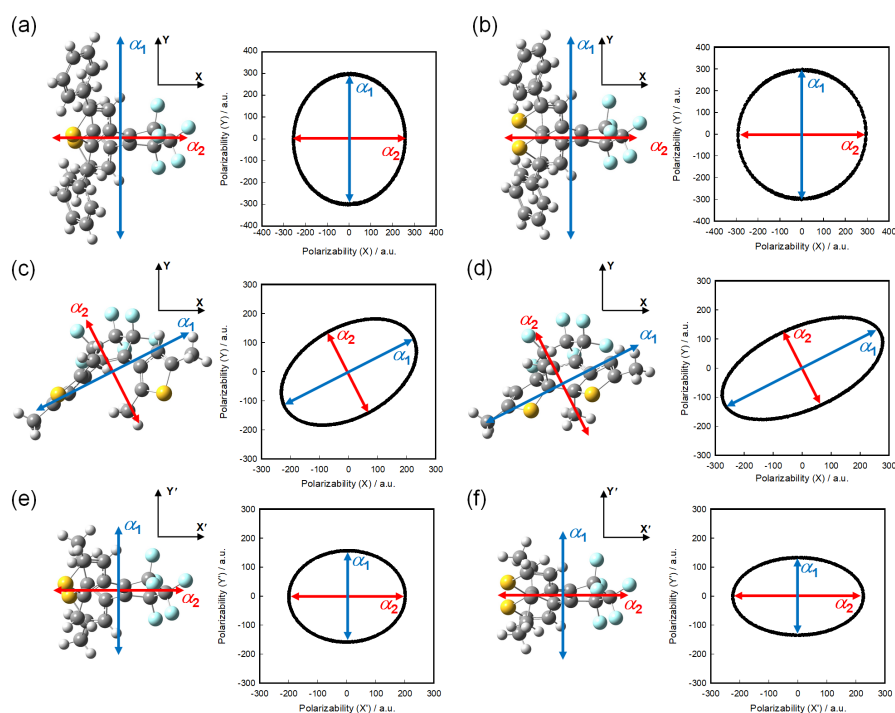 (a)
Y
α1
X
α2
Polarizability (Y) / a.u.
400
300
200
100
0
-100
-200
-300
-400
α1
α2
-400 -300 -200 -100 0 100 200 300 400
Polarizability (X) / a.u.
(b)
Y
α1
X
α2
Polarizability (Y) / a.u.
400
300
200
100
0
-100
-200
-300
-400
α1
α2
-400 -300 -200 -100 0 100 200 300 400
Polarizability (X) / a.u.
(c)
Y
X
α2
α1
Polarizability (Y) / a.u.
300
200
100
0
-100
-200
-300
α2
α1
-300 -200 -100 0 100 200 300
Polarizability (X) / a.u.
(d)
Y
X
α2
α1
Polarizability (Y) / a.u.
300
200
100
0
-100
-200
-300
α2
α1
-300 -200 -100 0 100 200 300
Polarizability (X) / a.u.
(e)
Y′
α1
X′
α2
Polarizability (Y′) / a.u.
300
200
100
0
-100
-200
-300
α1
α2
-300 -200 -100 0 100 200 300
Polarizability (X′) / a.u.
(f)
Y′
α1
X′
α2
Polarizability (Y′) / a.u.
300
200
100
0
-100
-200
-300
α1
α2
-300 -200 -100 0 100 200 300
Polarizability (X′) / a.u.